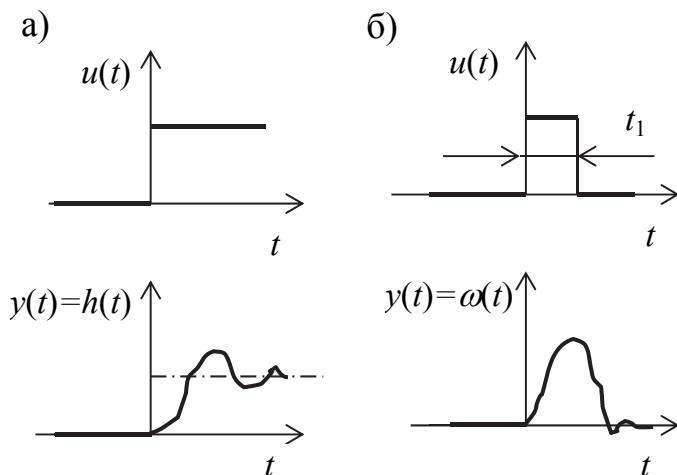 а)
u(t)
t
y(t)=h(t)
t
б)
u(t)
t₁
t
y(t)=ω(t)
t